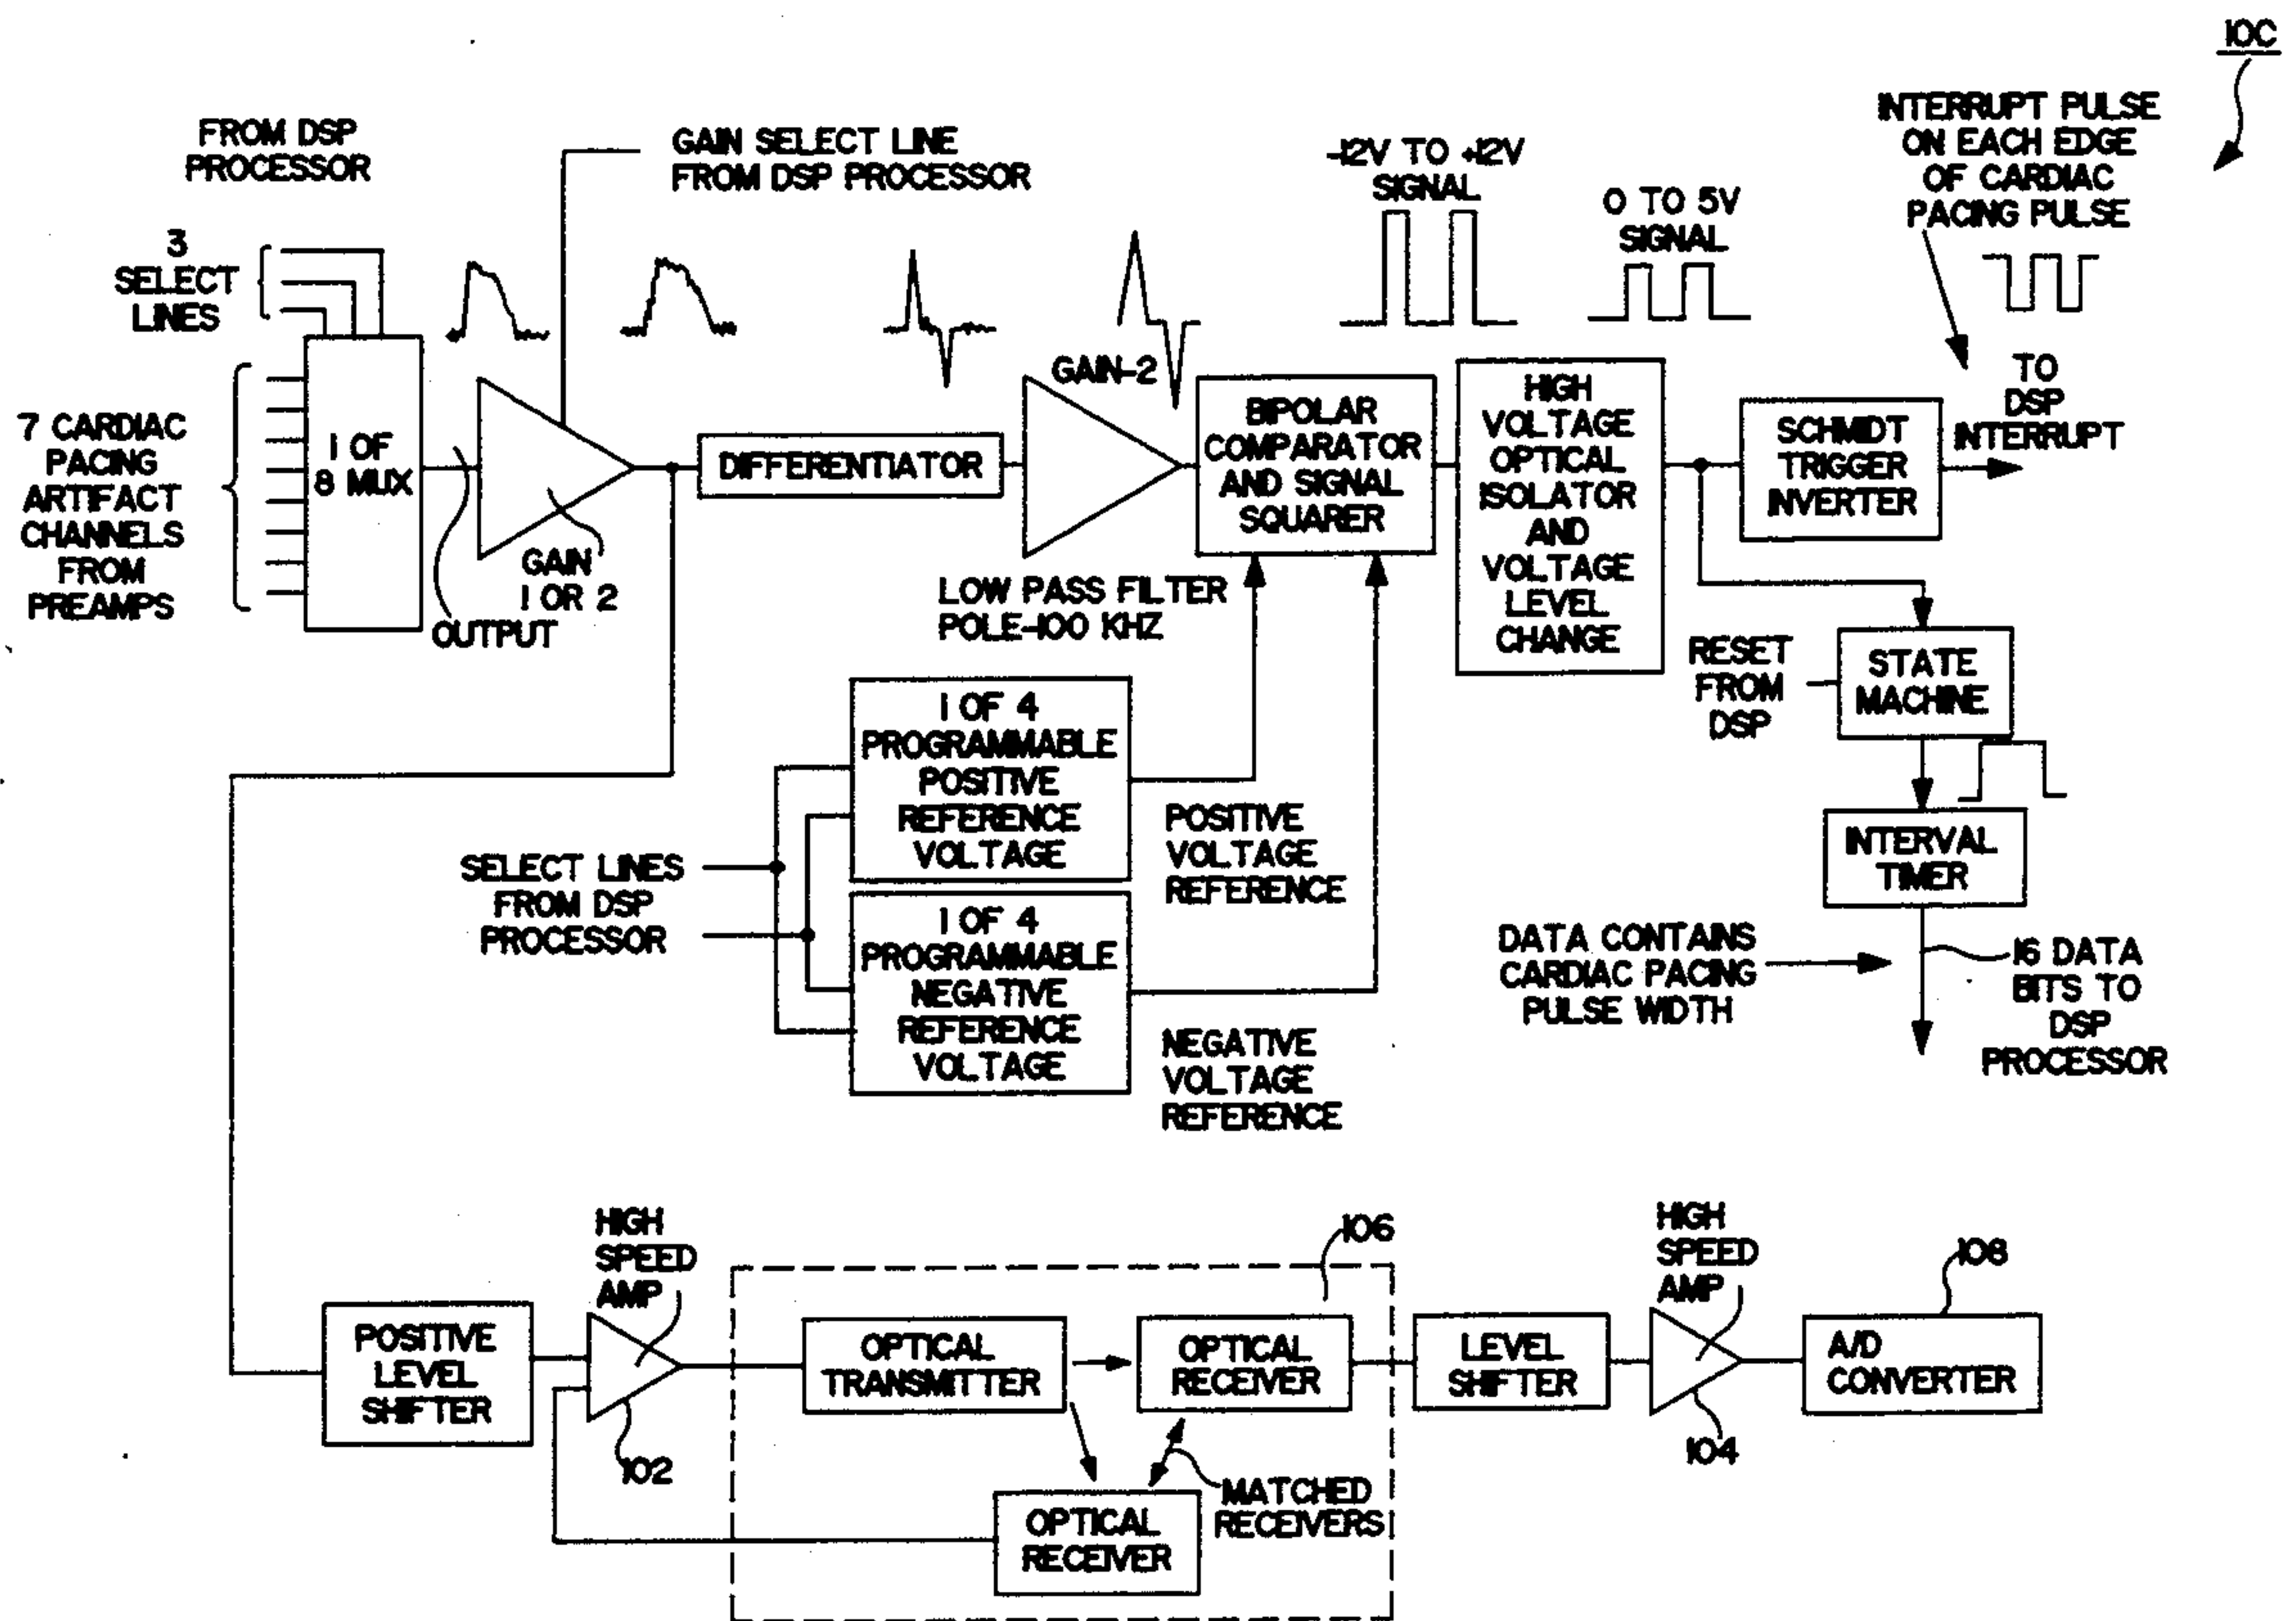 10C
FROM DSP
PROCESSOR
GAIN SELECT LINE
FROM DSP PROCESSOR
-12V TO +12V
SIGNAL
0 TO 5V
SIGNAL
INTERRUPT PULSE
ON EACH EDGE
OF CARDIAC
PACING PULSE
3
SELECT
LINES
7 CARDIAC
PACING
ARTIFACT
CHANNELS
FROM
PREAMPS
1 OF
8 MUX
OUTPUT
GAIN
1 OR 2
DIFFERENTIATOR
GAIN-2
LOW PASS FILTER
POLE-100 KHZ
BIPOLAR
COMPARATOR
AND SIGNAL
SQUARER
HIGH
VOLTAGE
OPTICAL
ISOLATOR
AND
VOLTAGE
LEVEL
CHANGE
SCHMIDT
TRIGGER
INVERTER
TO
DSP
INTERRUPT
RESET
FROM
DSP
STATE
MACHINE
INTERVAL
TIMER
DATA CONTAINS
CARDIAC PACING
PULSE WIDTH
16 DATA
BITS TO
DSP
PROCESSOR
SELECT LINES
FROM DSP
PROCESSOR
1 OF 4
PROGRAMMABLE
POSITIVE
REFERENCE
VOLTAGE
POSITIVE
VOLTAGE
REFERENCE
1 OF 4
PROGRAMMABLE
NEGATIVE
REFERENCE
VOLTAGE
NEGATIVE
VOLTAGE
REFERENCE
POSITIVE
LEVEL
SHIFTER
HIGH
SPEED
AMP
102
106
OPTICAL
TRANSMITTER
OPTICAL
RECEIVER
OPTICAL
RECEIVER
MATCHED
RECEIVERS
LEVEL
SHIFTER
HIGH
SPEED
AMP
104
108
A/D
CONVERTER